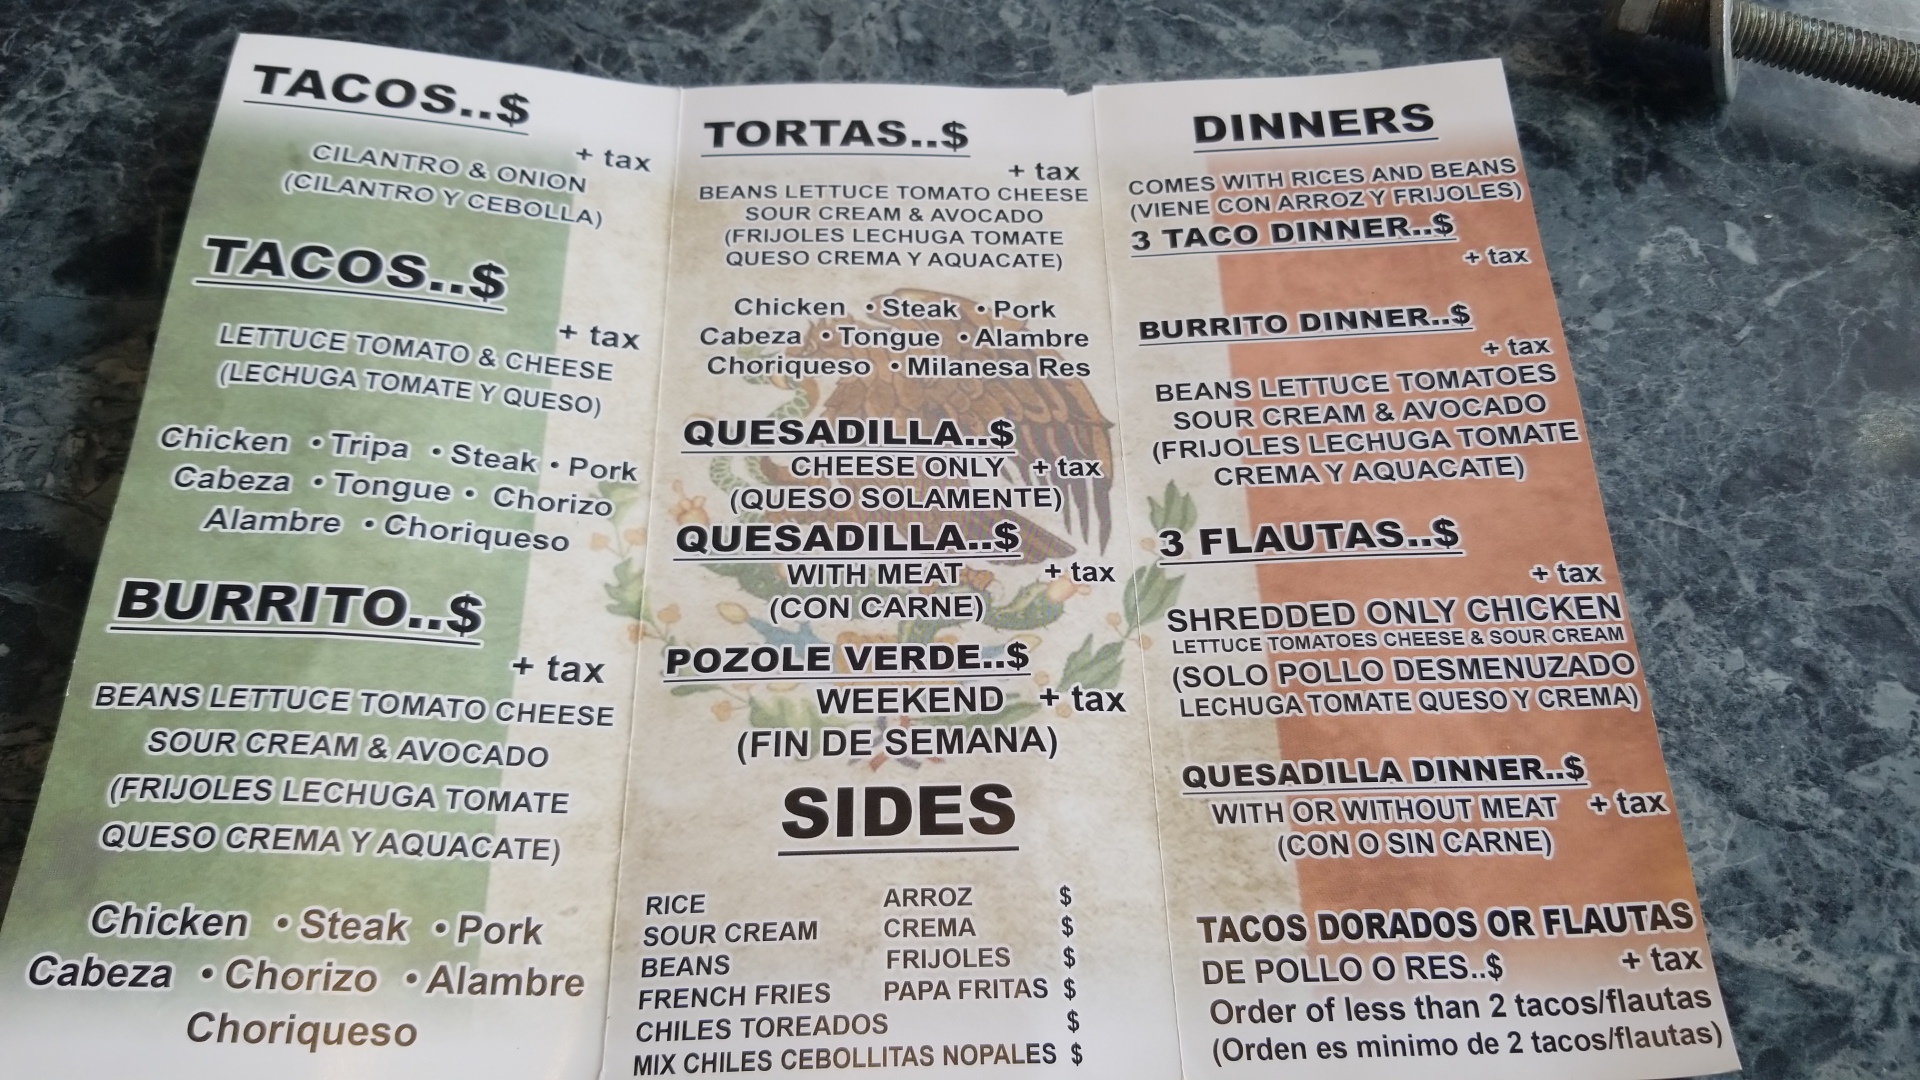 TACOS..$
+ tax
CILANTRO & ONION
(CILANTRO Y CEBOLLA)
TACOS..$
+ tax
LETTUCE TOMATO & CHEESE
(LECHUGA TOMATE Y QUESO)
Chicken • Tripa • Steak • Pork
Cabeza • Tongue • Chorizo
Alambre • Choriqueso
BURRITO..$
+ tax
BEANS LETTUCE TOMATO CHEESE
SOUR CREAM & AVOCADO
(FRIJOLES LECHUGA TOMATE
QUESO CREMA Y AQUACATE)
Chicken • Steak • Pork
Cabeza • Chorizo • Alambre
Choriqueso
TORTAS..$
+ tax
BEANS LETTUCE TOMATO CHEESE
SOUR CREAM & AVOCADO
(FRIJOLES LECHUGA TOMATE
QUESO CREMA Y AQUACATE)
Chicken • Steak • Pork
Cabeza • Tongue • Alambre
Choriqueso • Milanesa Res
QUESADILLA..$
CHEESE ONLY + tax
(QUESO SOLAMENTE)
QUESADILLA..$
WITH MEAT + tax
(CON CARNE)
POZOLE VERDE..$
WEEKEND + tax
(FIN DE SEMANA)
SIDES
RICE ARROZ $
SOUR CREAM CREMA $
BEANS FRIJOLES $
FRENCH FRIES PAPA FRITAS $
CHILES TOREADOS $
MIX CHILES CEBOLLITAS NOPALES $
DINNERS
COMES WITH RICES AND BEANS
(VIENE CON ARROZ Y FRIJOLES)
3 TACO DINNER..$
+ tax
BURRITO DINNER..$
+ tax
BEANS LETTUCE TOMATOES
SOUR CREAM & AVOCADO
(FRIJOLES LECHUGA TOMATE
CREMA Y AQUACATE)
3 FLAUTAS..$
+ tax
SHREDDED ONLY CHICKEN
LETTUCE TOMATOES CHEESE & SOUR CREAM
(SOLO POLLO DESMENUZADO
LECHUGA TOMATE QUESO Y CREMA)
QUESADILLA DINNER..$
WITH OR WITHOUT MEAT + tax
(CON O SIN CARNE)
TACOS DORADOS OR FLAUTAS
DE POLLO O RES..$ + tax
Order of less than 2 tacos/flautas
(Orden es minimo de 2 tacos/flautas)